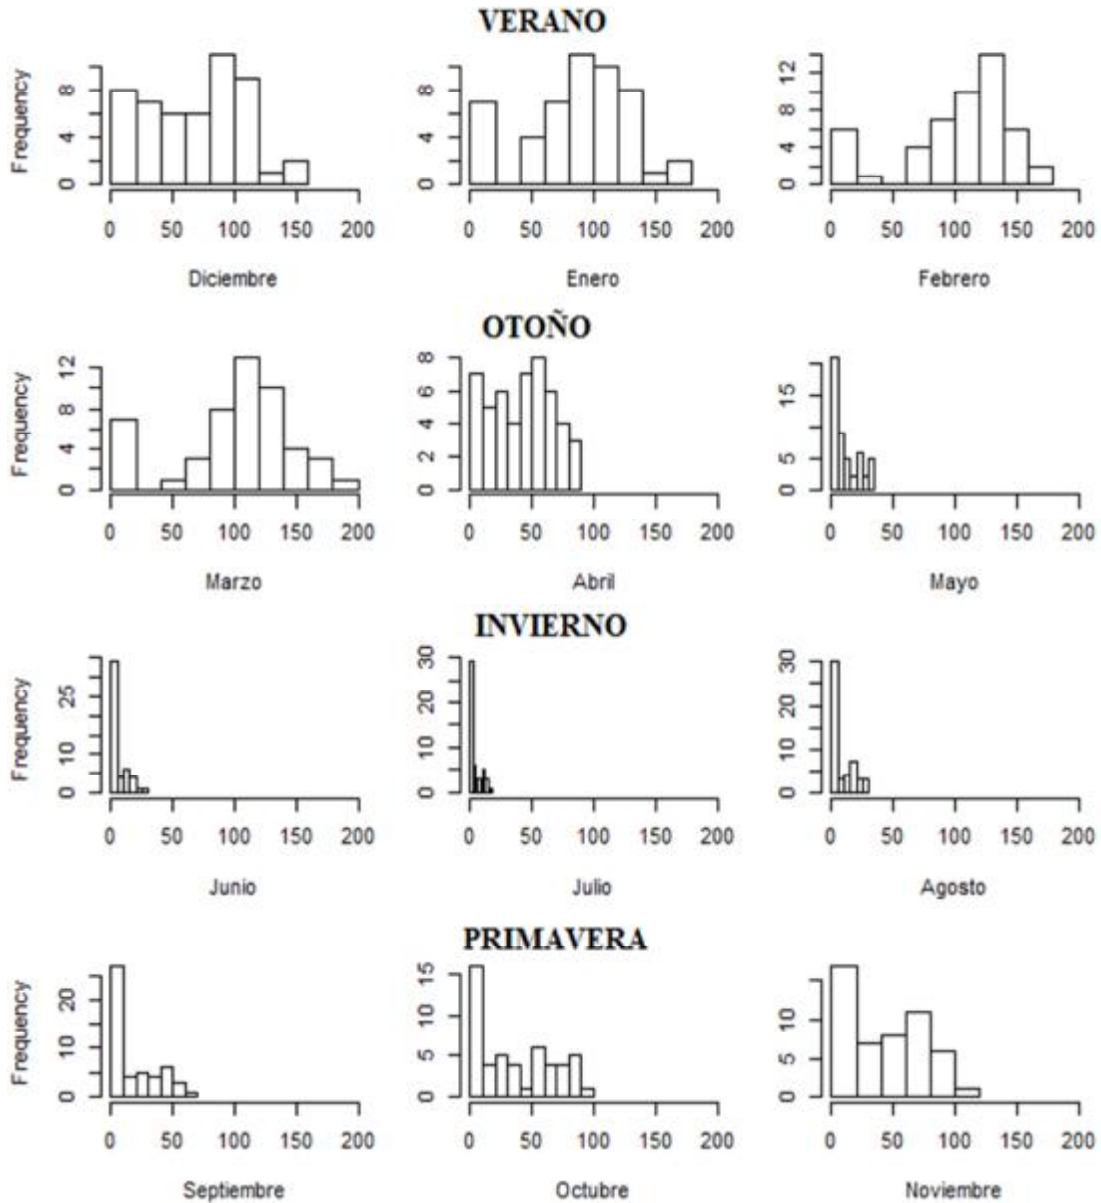 VERANO
Frequency
0 4 8
0 4 8
0 4 8 12
0 50 100 150 200
0 50 100 150 200
0 50 100 150 200
Diciembre
Enero
Febrero
OTOÑO
Frequency
0 4 8 12
0 2 4 6 8
0 5 15
0 50 100 150 200
0 50 100 150 200
0 50 100 150 200
Marzo
Abril
Mayo
INVIERNO
Frequency
0 10 25
0 10 20 30
0 10 20 30
0 50 100 150 200
0 50 100 150 200
0 50 100 150 200
Junio
Julio
Agosto
PRIMAVERA
Frequency
0 10 20
0 5 10 15
0 5 10
0 50 100 150 200
0 50 100 150 200
0 50 100 150 200
Septiembre
Octubre
Noviembre